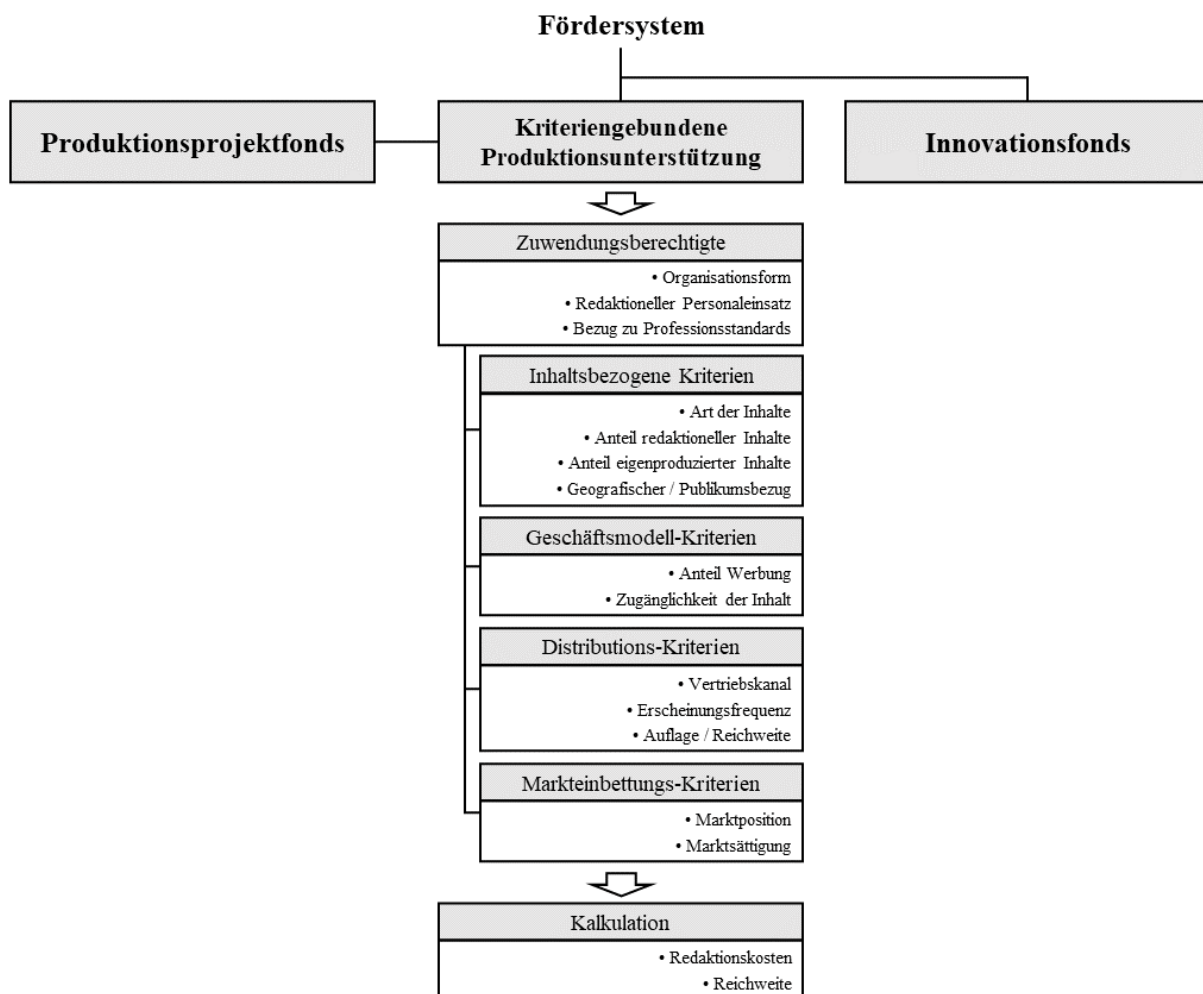 Fördersystem
Produktionsprojektfonds
Kriteriengebundene
Produktionsunterstützung
Innovationsfonds
Zuwendungsberechtigte
• Organisationsform
• Redaktioneller Personaleinsatz
• Bezug zu Professionsstandards
Inhaltsbezogene Kriterien
• Art der Inhalte
• Anteil redaktioneller Inhalte
• Anteil eigenproduzierter Inhalte
• Geografischer / Publikumsbezug
Geschäftsmodell-Kriterien
• Anteil Werbung
• Zugänglichkeit der Inhalt
Distributions-Kriterien
• Vertriebskanal
• Erscheinungsfrequenz
• Auflage / Reichweite
Markteinbettungs-Kriterien
• Marktposition
• Marktsättigung
Kalkulation
• Redaktionskosten
• Reichweite